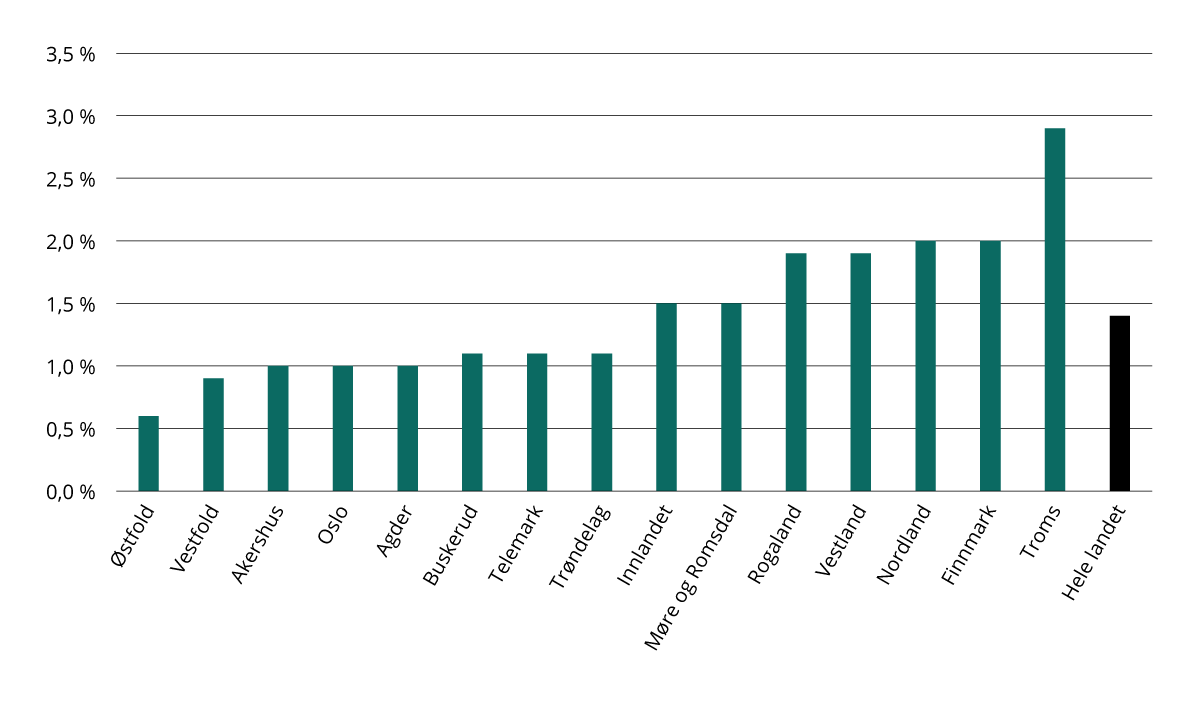 3,5 %
3,0 %
2,5 %
2,0 %
1,5 %
1,0 %
0,5 %
0,0 %
Østfold
Vestfold
Akershus
Oslo
Agder
Buskerud
Telemark
Trøndelag
Innlandet
Møre og Romsdal
Rogaland
Vestland
Nordland
Finnmark
Troms
Hele landet